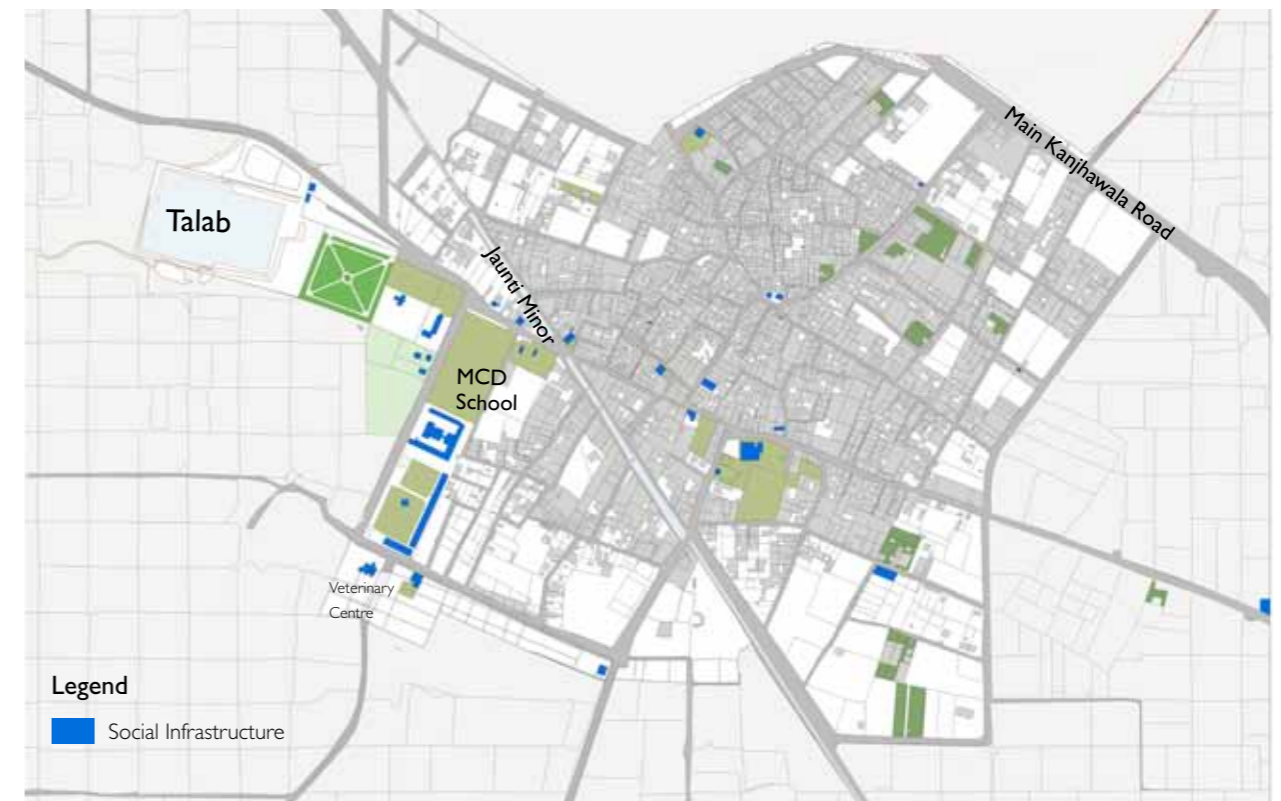 Main Kanjhawala Road
Talab
Jaunti Minor
MCD
School
Veterinary
Centre
Legend
Social Infrastructure